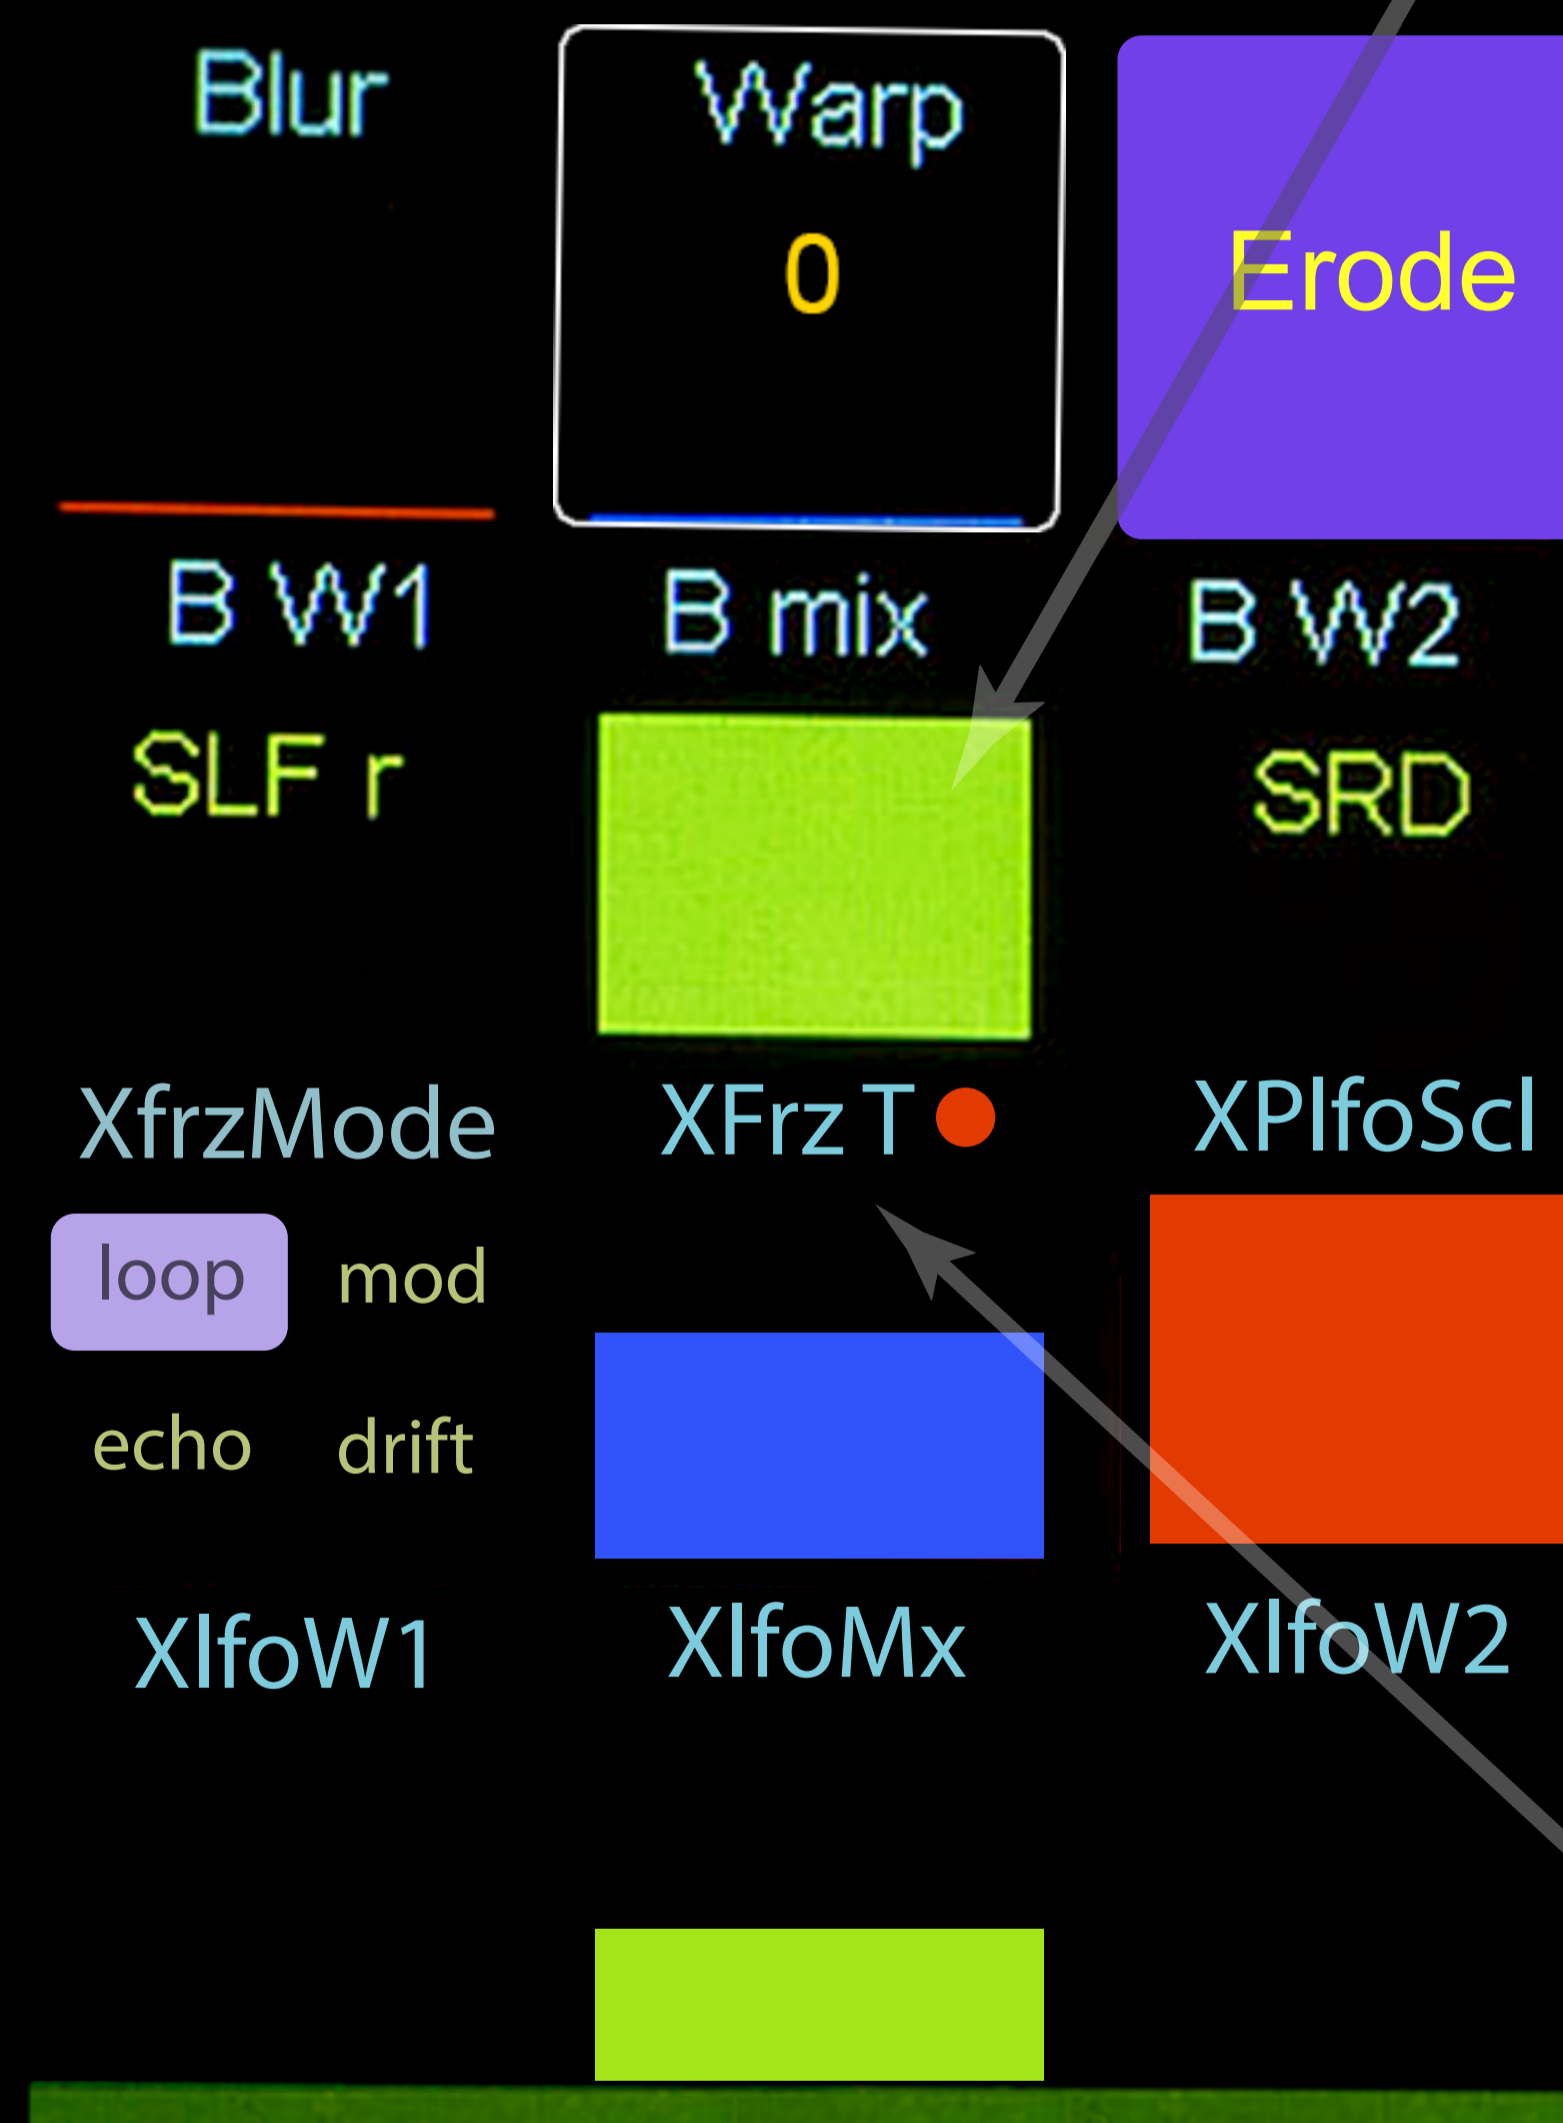 Blur Warp
0 Erode
B W1 B mix B W2
SLF r SRD
XfrzMode XFrz T XPlfoScl
loop mod
echo drift
XlfoW1 XlfoMx XlfoW2